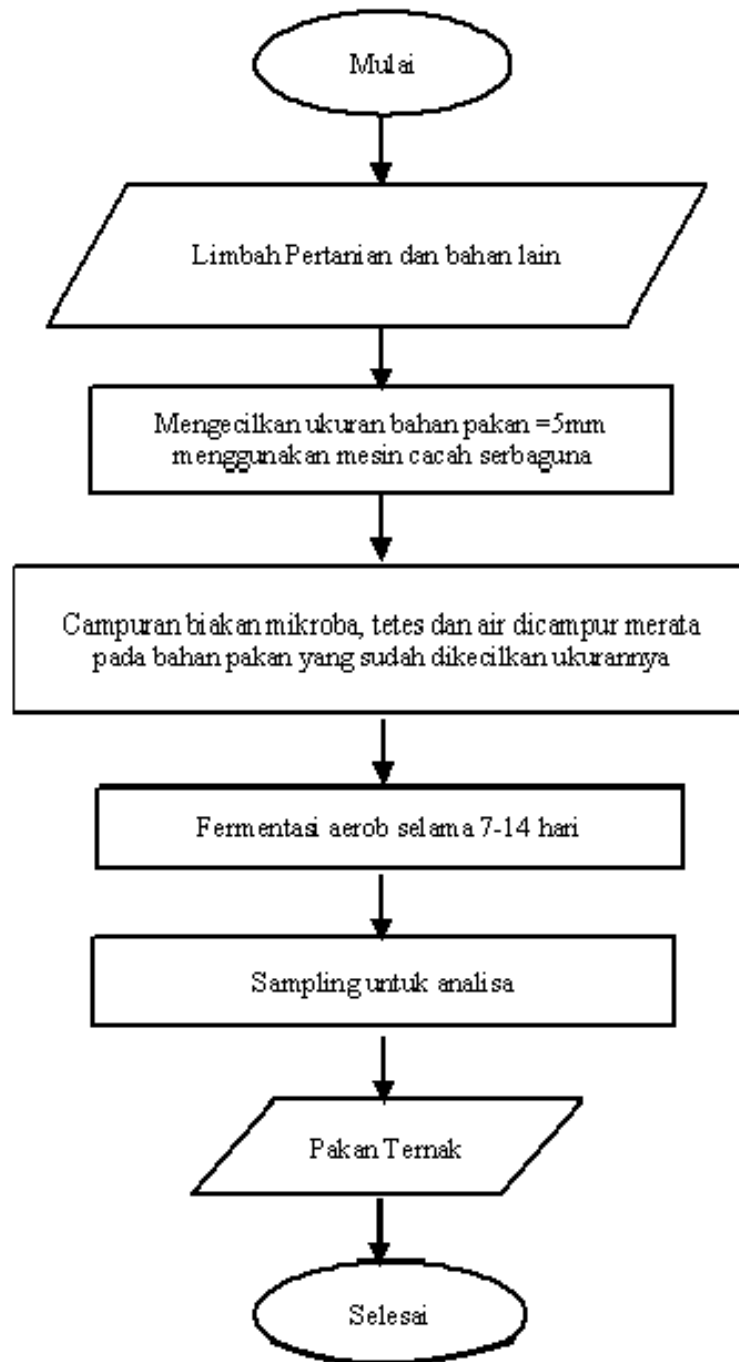 Mulai
Limbah Pertanian dan bahan lain
Mengecilkan ukuran bahan pakan =5mm
menggunakan mesin cacah serbaguna
Campuran biakan mikroba, tetes dan air dicampur merata
pada bahan pakan yang sudah dikecilkan ukurannya
Fermentasi aerob selama 7-14 hari
Sampling untuk analisa
Pakan Ternak
Selesai